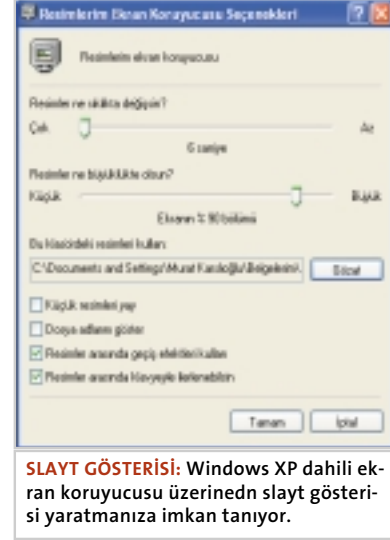 Resimlerim Ekran Koruyucusu Seçenekleri
Resimlerim ekran koruyucusu
Resimler ne sıklıkta değişsin?
Çok
Az
6 saniye
Resimler ne büyüklükte olsun?
Küçük
Büyük
Ekranın % 90 bölümü
Bu klasördeki resimleri kullan:
C:\Documents and Settings\Murat
Gözat
Küçük resimleri yay
Dosya adlarını göster
Resimler arasında geçiş efektleri kullan
Resimler arasında klavyeyle ilerlenebilsin
Tamam
İptal
SLAYT GÖSTERİSİ: Windows XP dahili ek-
ran koruyucusu üzerinedn slayt gösteri-
si yaratmanıza imkan tanıyor.